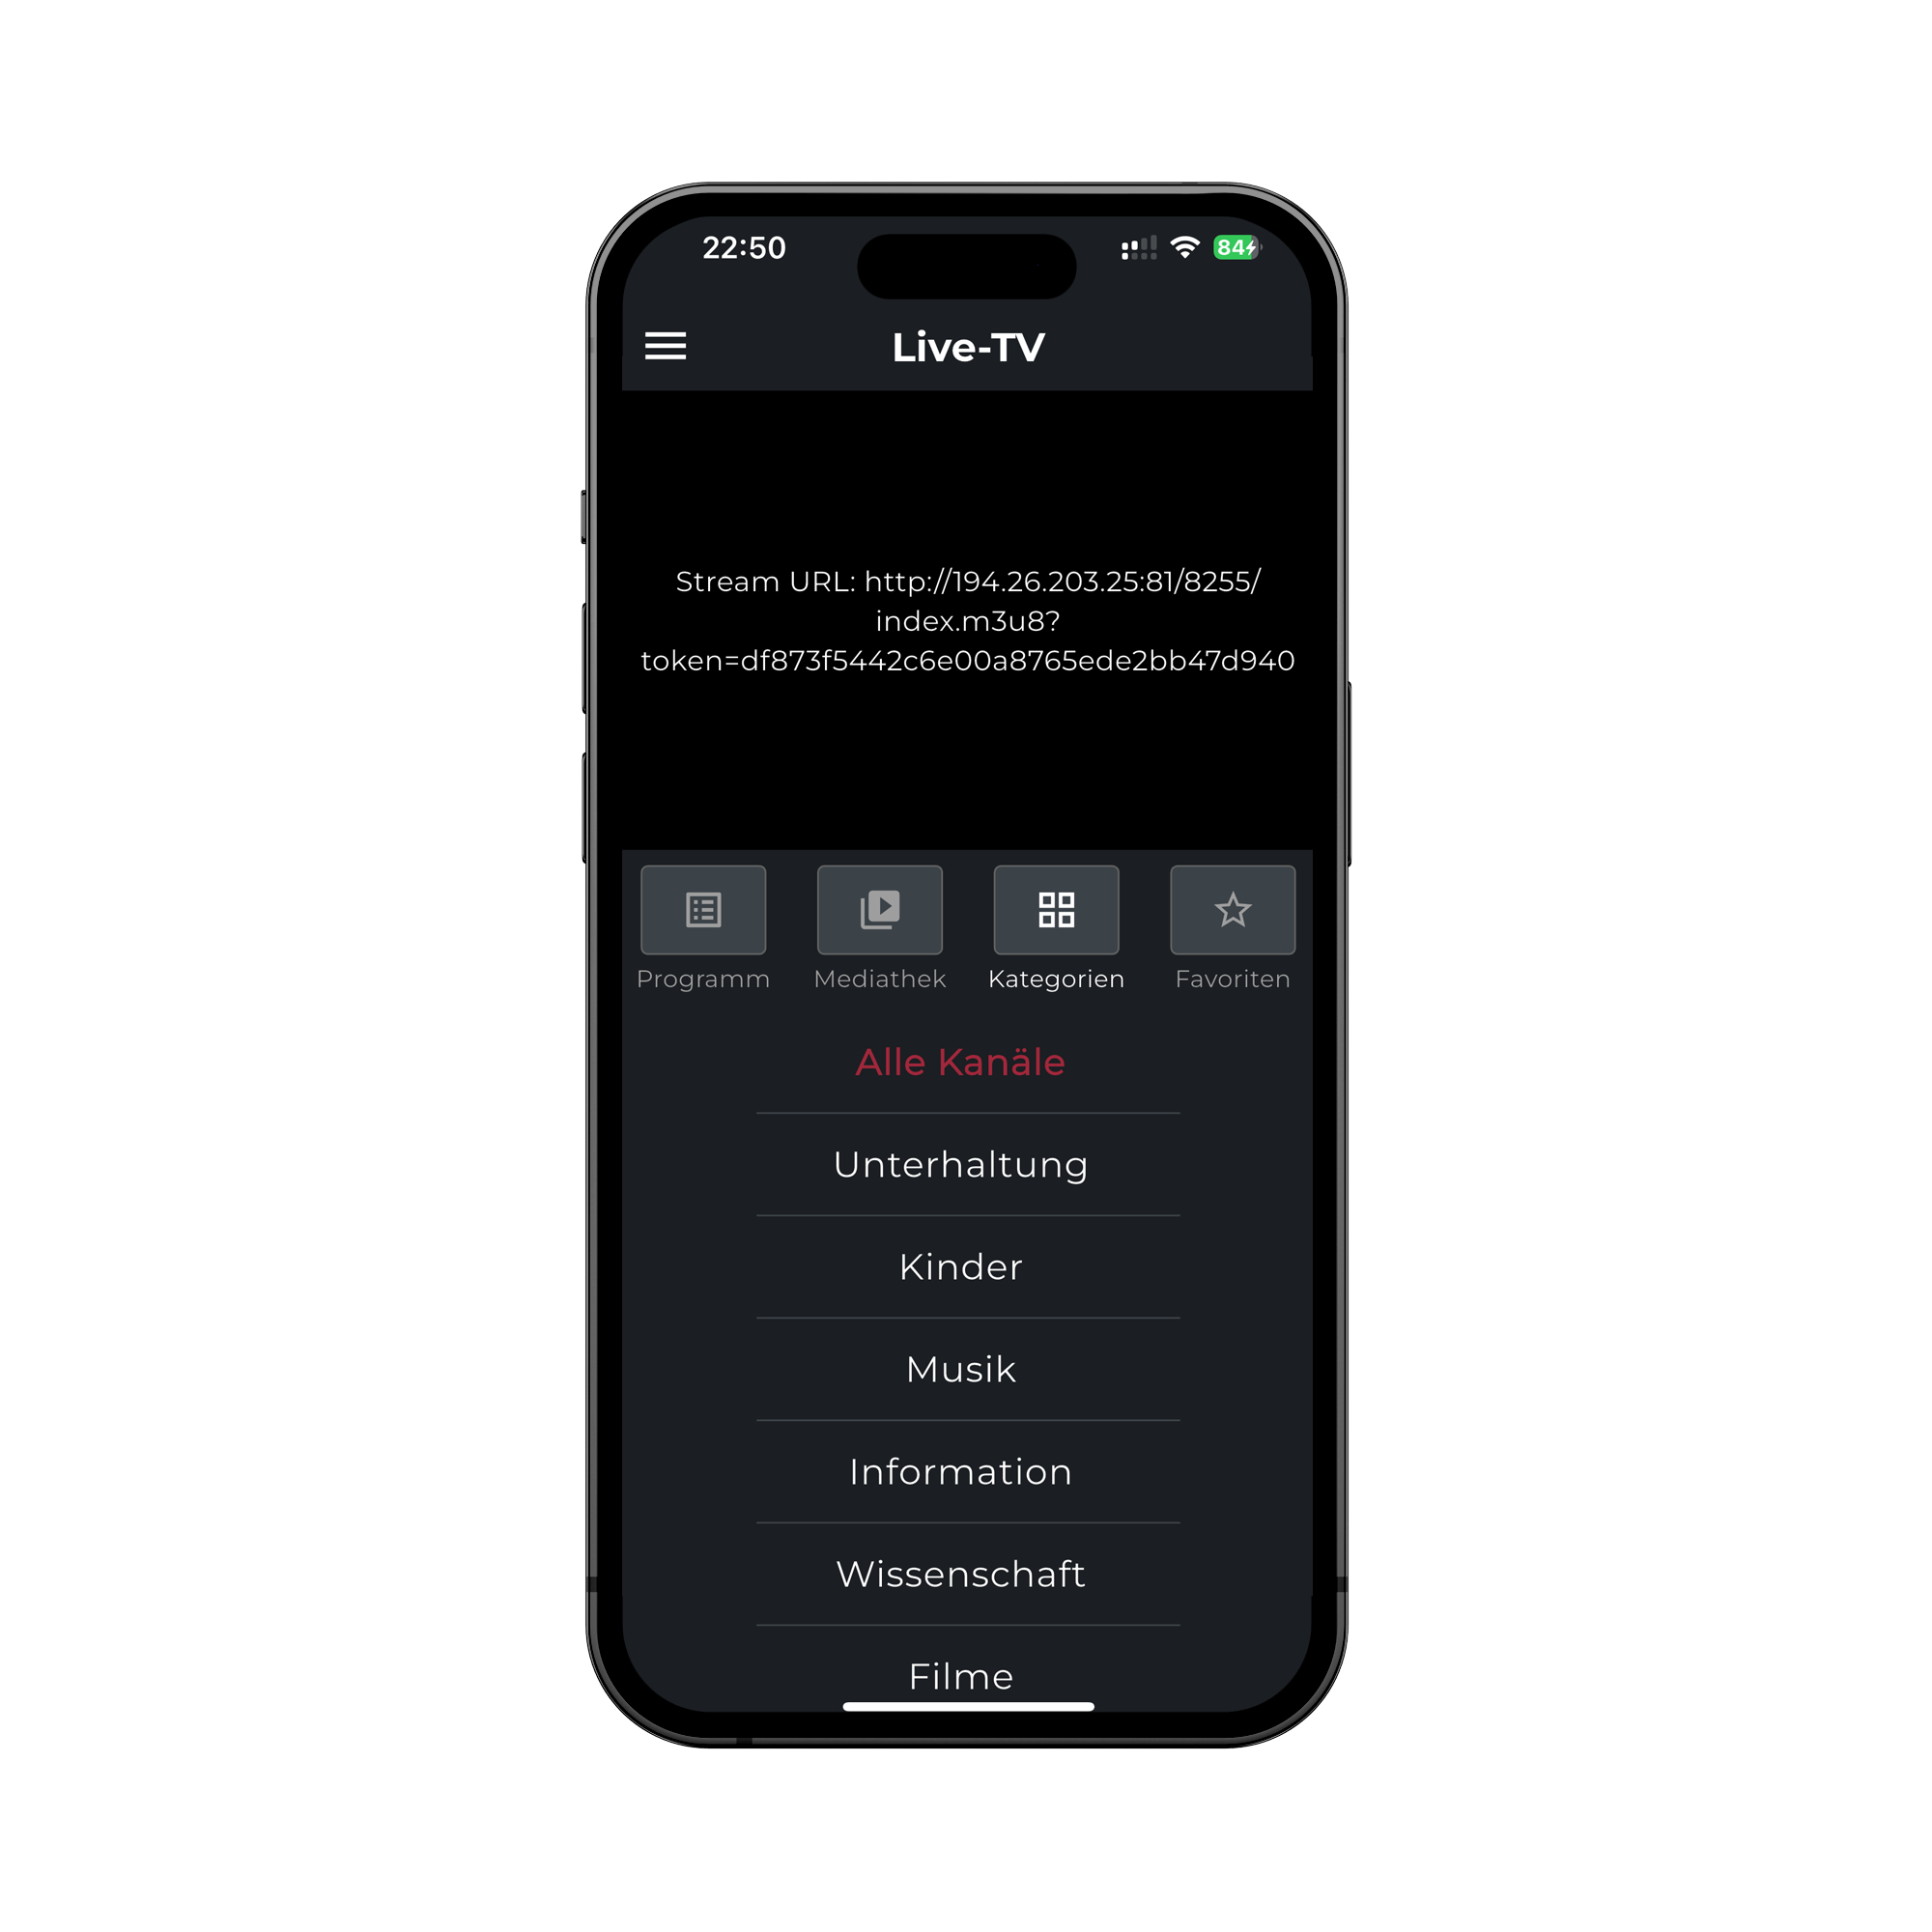 22:50
84
Live-TV
Stream URL: http://194.26.203.25:81/8255/
index.m3u8?
token=df873f5442c6e00a8765ede2bb47d940
Programm Mediathek Kategorien Favoriten
Alle Kanäle
Unterhaltung
Kinder
Musik
Information
Wissenschaft
Filme